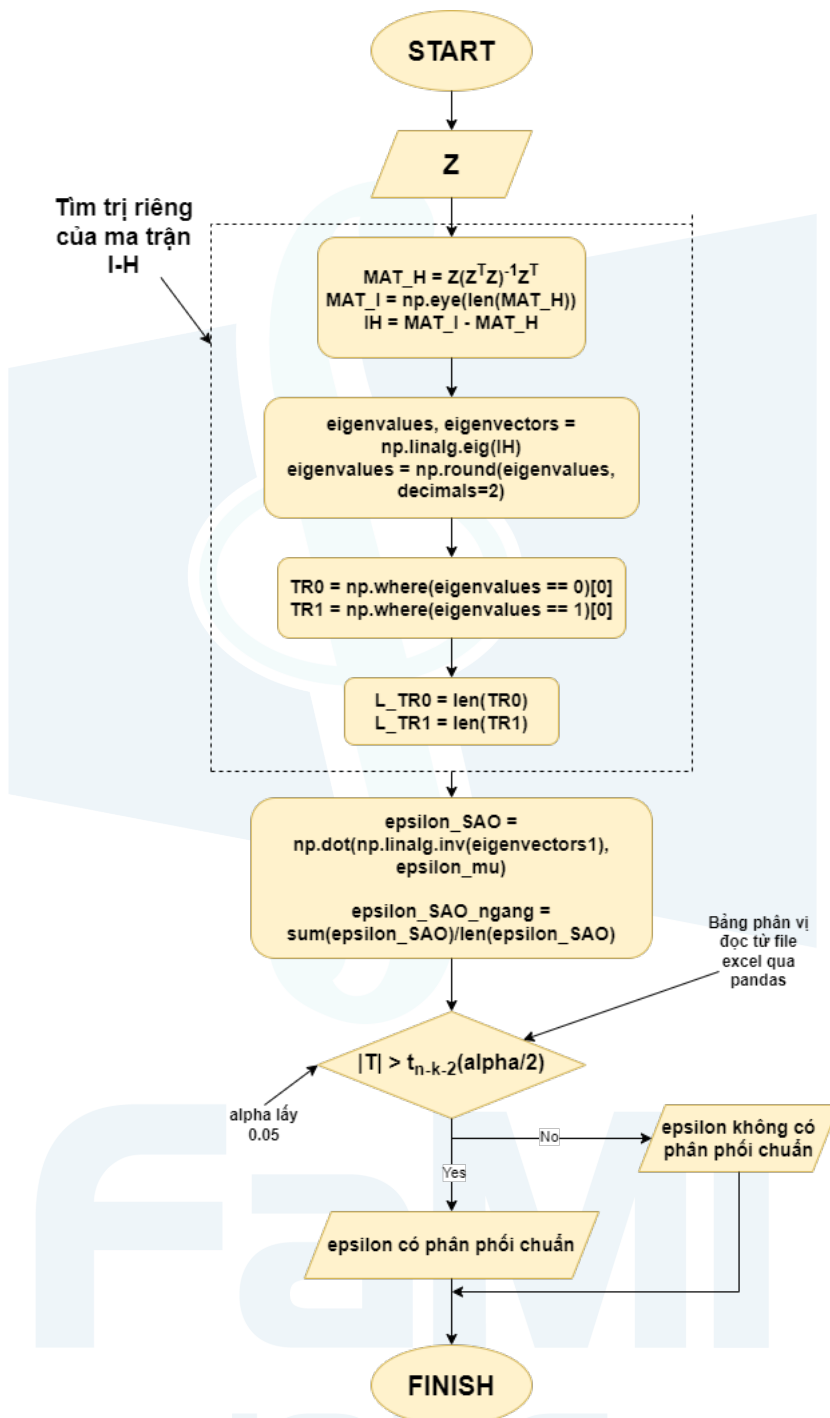 START
Z
Tìm trị riêng
của ma trận
I-H
MAT_H = Z(Z^TZ)^-1Z^T
MAT_I = np.eye(len(MAT_H))
IH = MAT_I - MAT_H
eigenvalues, eigenvectors =
np.linalg.eig(IH)
eigenvalues = np.round(eigenvalues,
decimals=2)
TR0 = np.where(eigenvalues == 0)[0]
TR1 = np.where(eigenvalues == 1)[0]
L_TR0 = len(TR0)
L_TR1 = len(TR1)
epsilon_SAO =
np.dot(np.linalg.inv(eigenvectors1),
epsilon_mu)
epsilon_SAO_ngang =
sum(epsilon_SAO)/len(epsilon_SAO)
Bảng phân vị
đọc từ file
excel qua
pandas
|T| > t_n-k-2(alpha/2)
alpha lấy
0.05
No
epsilon không có
phân phối chuẩn
Yes
epsilon có phân phối chuẩn
FINISH
FaMI